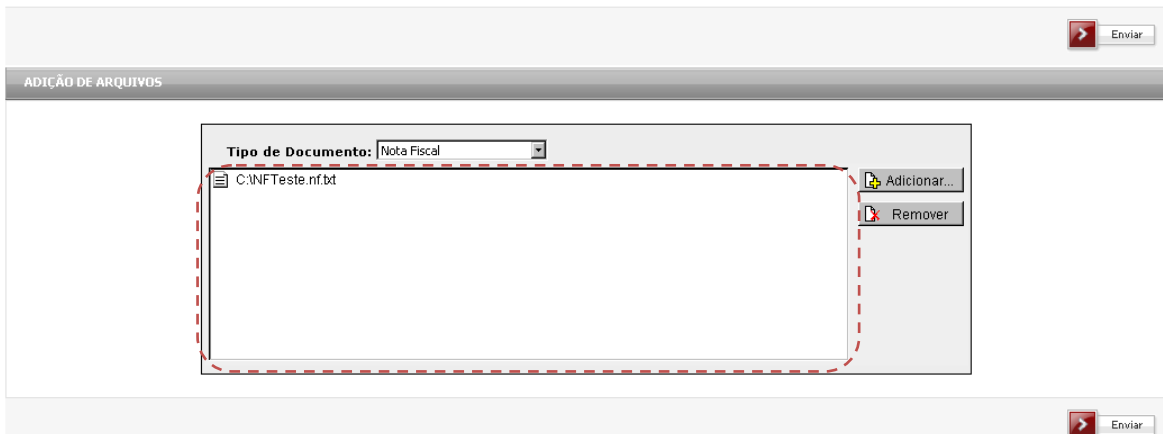 Enviar
ADIÇÃO DE ARQUIVOS
Tipo de Documento: Nota Fiscal
C:\NFTeste.nf.txt
Adicionar...
Remover
Enviar